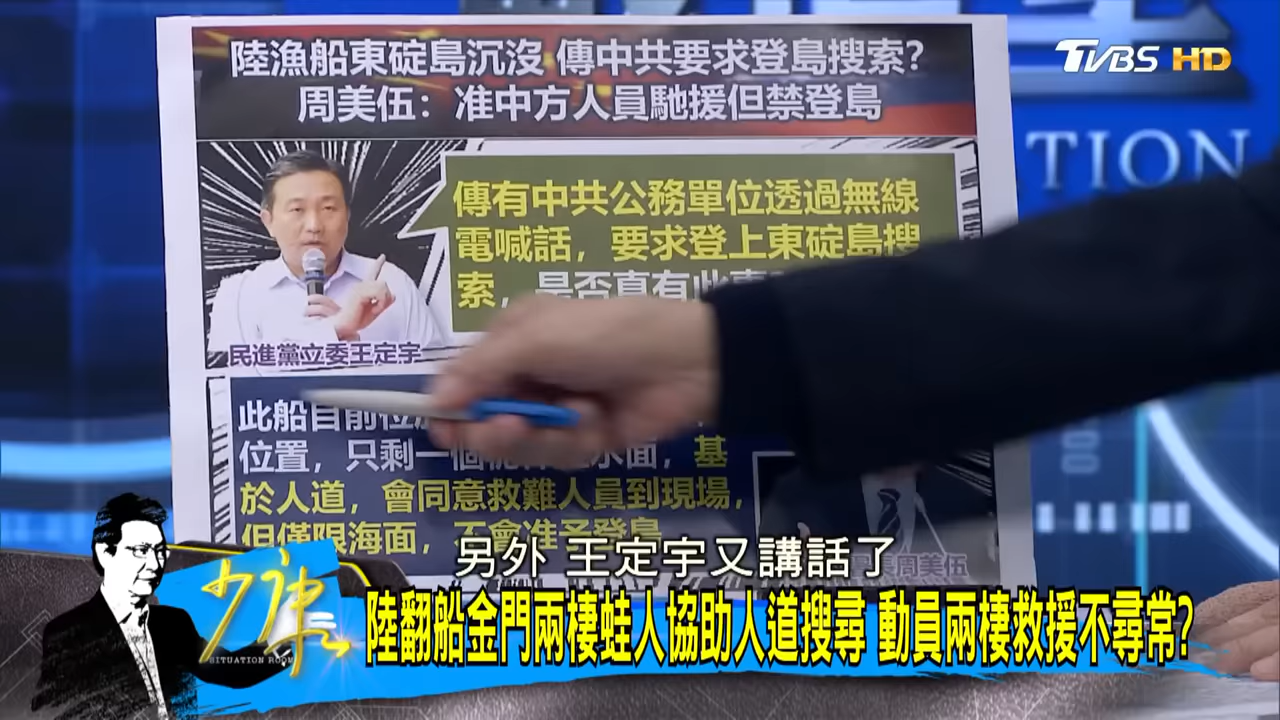 TVBS HD
TION
陸漁船東碇島沉沒 傳中共要求登島搜索?
周美伍：准中方人員馳援但禁登島
傳有中共公務單位透過無線
電喊話，要求登上東碇島搜
索，是否真有此事
民進黨立委王定宇
此船目前位
位置，只剩一個 水面，基
於人道，會同意救難人員到現場，
但僅限海面，不會准予登島
周美伍
另外 王定宇又講話了
少康
SITUATION ROOM
陸翻船金門兩棲蛙人協助人道搜尋 動員兩棲救援不尋常?